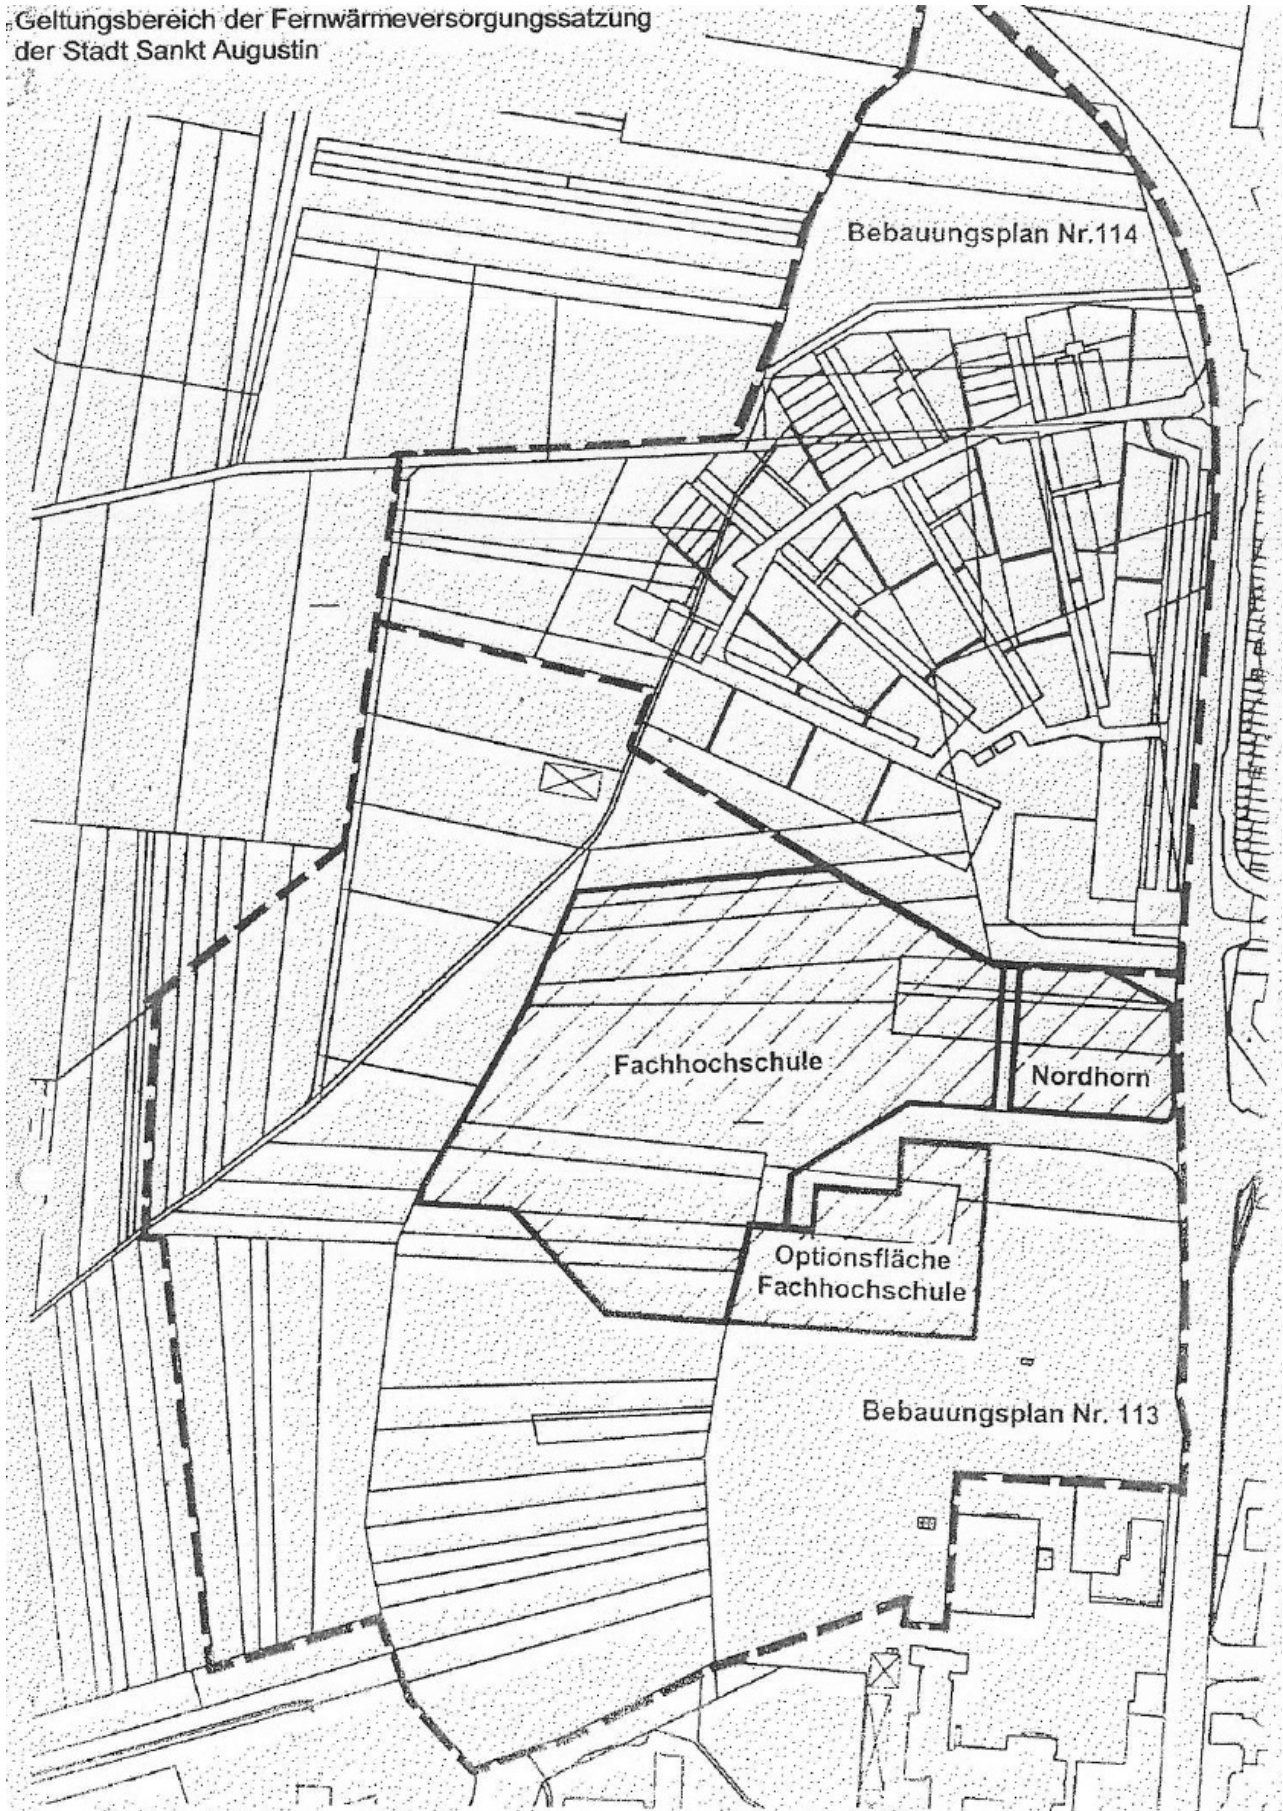 Geltungsbereich der Fernwärmeversorgungssatzung
der Stadt Sankt Augustin
Bebauungsplan Nr.114
Fachhochschule
Nordhorn
Optionsfläche
Fachhochschule
Bebauungsplan Nr. 113